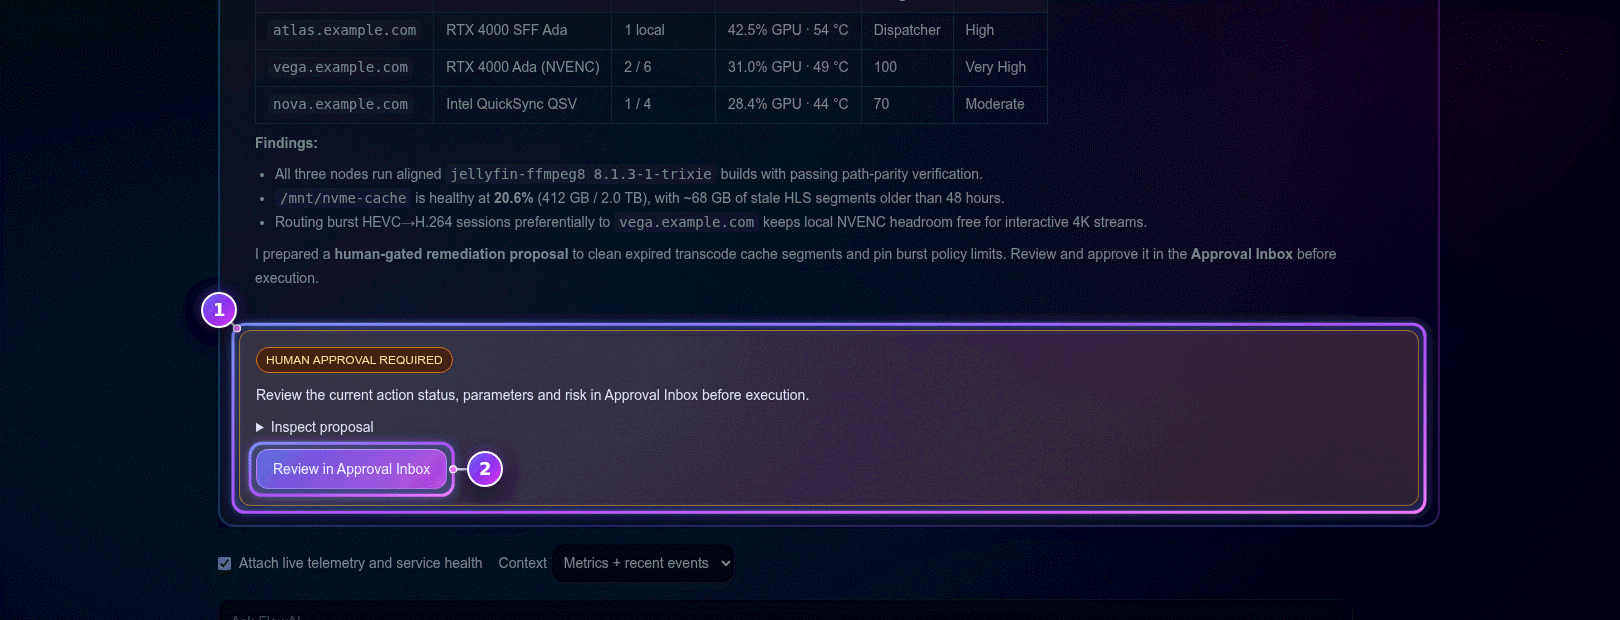 atlas.example.com RTX 4000 SFF Ada 1 local 42.5% GPU · 54 °C Dispatcher High
vega.example.com RTX 4000 Ada (NVENC) 2 / 6 31.0% GPU · 49 °C 100 Very High
nova.example.com Intel QuickSync QSV 1 / 4 28.4% GPU · 44 °C 70 Moderate
Findings:
• All three nodes run aligned jellyfin-ffmpeg8 8.1.3-1-trixie builds with passing path-parity verification.
• /mnt/nvme-cache is healthy at 20.6% (412 GB / 2.0 TB), with ~68 GB of stale HLS segments older than 48 hours.
• Routing burst HEVC→H.264 sessions preferentially to vega.example.com keeps local NVENC headroom free for interactive 4K streams.
I prepared a human-gated remediation proposal to clean expired transcode cache segments and pin burst policy limits. Review and approve it in the Approval Inbox before
execution.
1
HUMAN APPROVAL REQUIRED
Review the current action status, parameters and risk in Approval Inbox before execution.
▶ Inspect proposal
Review in Approval Inbox
2
Attach live telemetry and service health Context Metrics + recent events